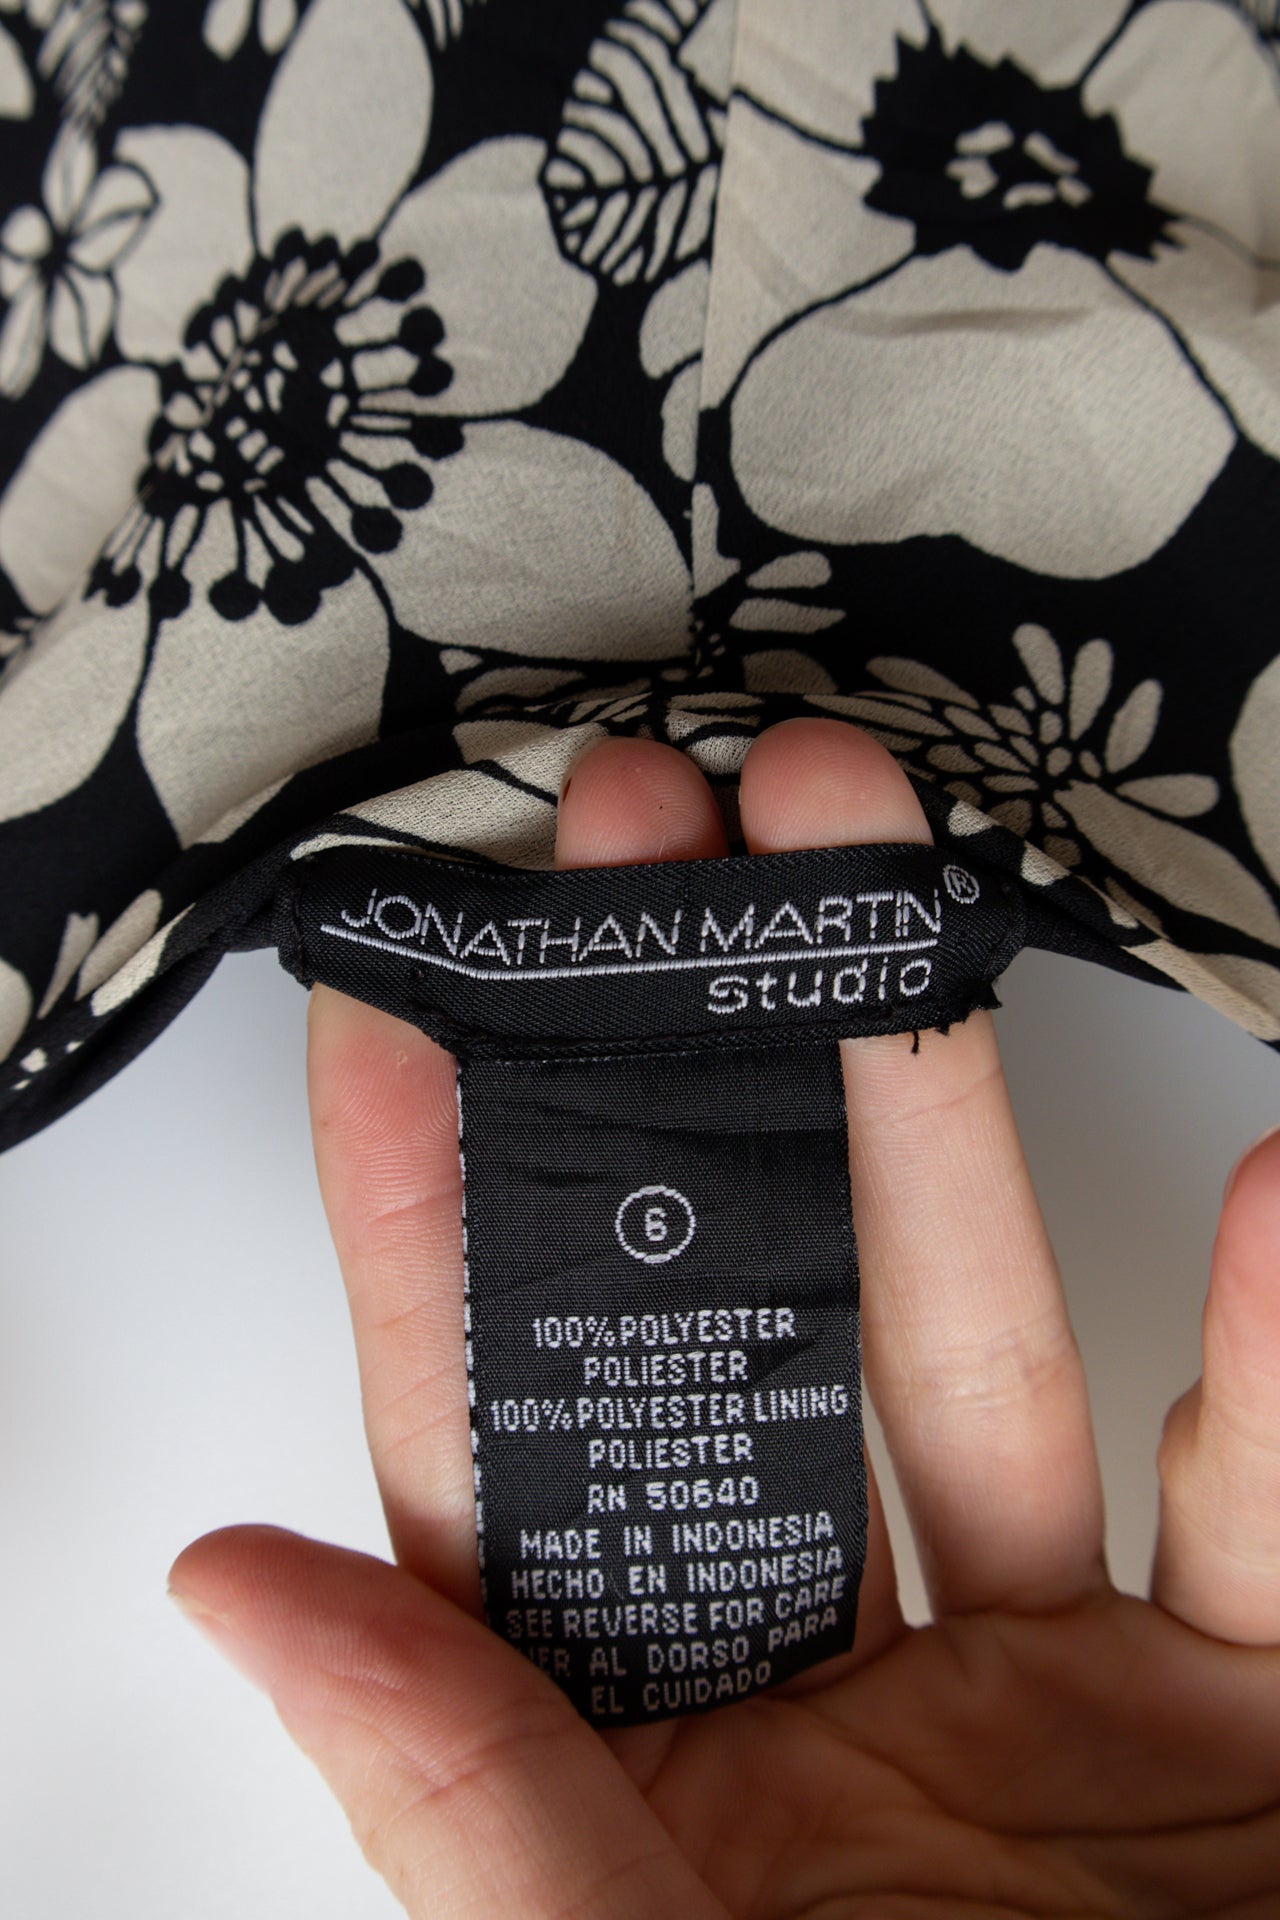 JONATHAN MARTIN®
studio
6
100% POLYESTER
POLIESTER
100% POLYESTER LINING
POLIESTER
RN 50640
MADE IN INDONESIA
HECHO EN INDONESIA
SEE REVERSE FOR CARE
VER AL DORSO PARA
EL CUIDADO